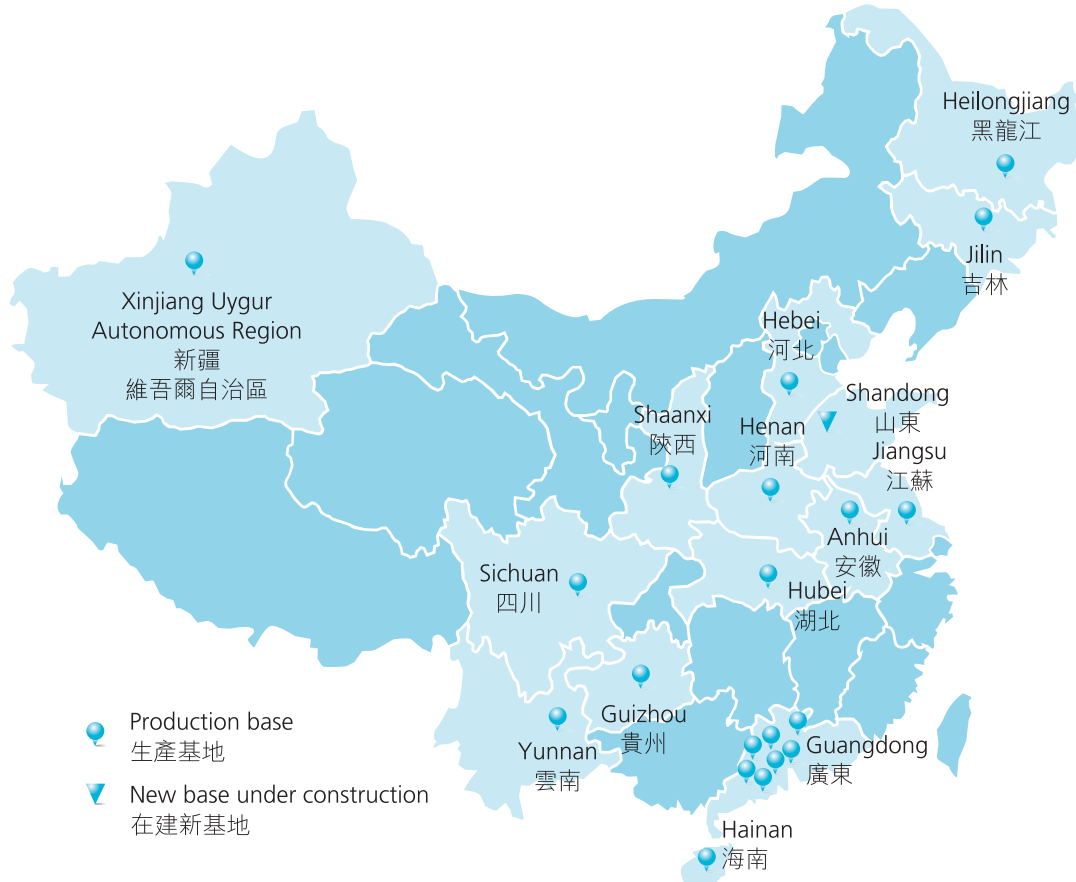 Heilongjiang
黑龍江
Jilin
吉林
Xinjiang Uygur
Autonomous Region
新疆
維吾爾自治區
Hebei
河北
Shandong
山東
Shaanxi
陝西
Henan
河南
Jiangsu
江蘇
Anhui
安徽
Sichuan
四川
Hubei
湖北
Guizhou
貴州
Yunnan
雲南
Guangdong
廣東
Hainan
海南
Production base
生產基地
New base under construction
在建新基地